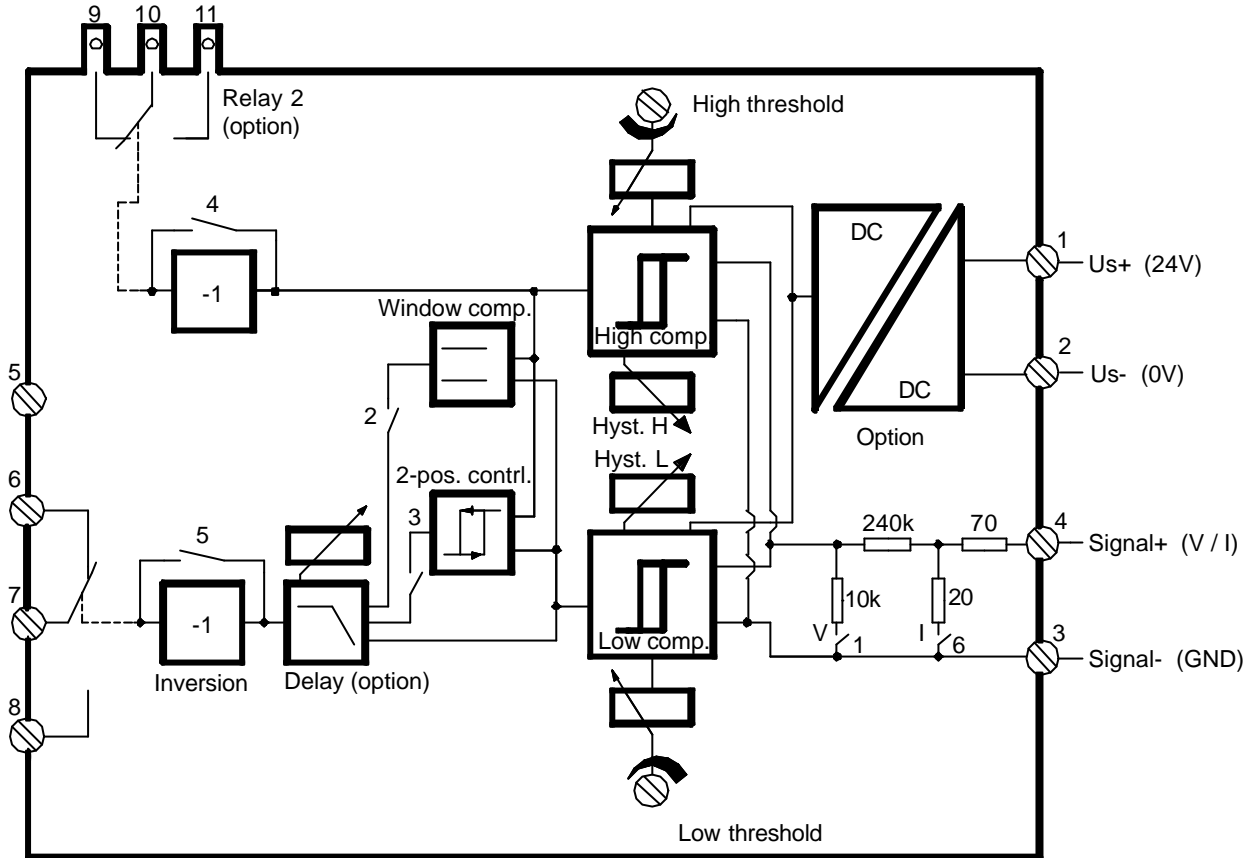 9
10
11
Relay 2
(option)
High threshold
4
-1
DC
DC
Option
1
Us+ (24V)
2
Us- (0V)
Window comp.
High comp.
5
2
Hyst. H
Hyst. L
6
2-pos. contrl.
3
5
-1
Inversion
Delay (option)
7
8
Low comp.
240k
70
4
Signal+ (V / I)
10k
20
V
1
I
6
3
Signal- (GND)
Low threshold